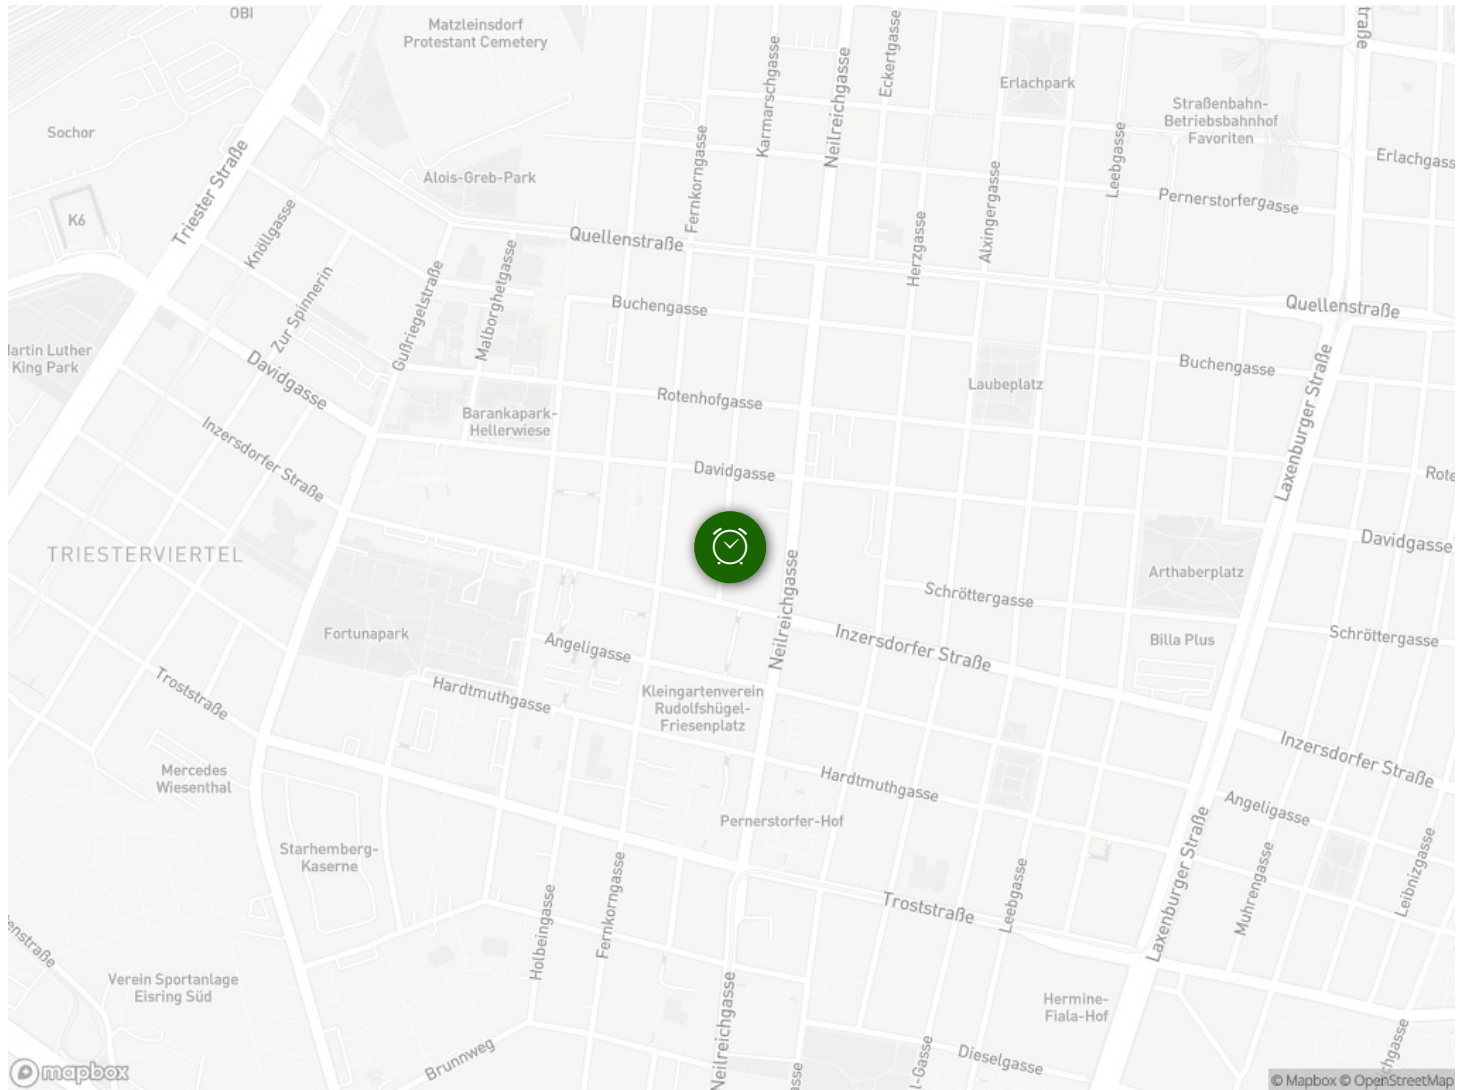 OBI
Matzleinsdorf
Protestant Cemetery
Karmarschgasse
Neilreichgasse
Eckertgasse
traße
Erlachpark
Straßenbahn-
Betriebsbahnhof
Favoriten
Sochor
Triester Straße
Fernkorngasse
Leebgasse
Erlachgass
Alois-Greb-Park
Alxingergasse
Pernerstorfergasse
K6
Knöllgasse
Quellenstraße
Herzgasse
Zur Spinnerin
Gußriegelstraße
Malborghetgasse
Buchengasse
Quellenstraße
artin Luther
King Park
Davidgasse
Rotenhofgasse
Laubeplatz
Buchengasse
Laxenburger Straße
Barankapark-
Hellerwiese
Inzersdorfer Straße
Davidgasse
Rote
TRIESTERVIERTEL
Davidgasse
Arthaberplatz
Schröttergasse
Neilreichgasse
Fortunapark
Angeligasse
Inzersdorfer Straße
Billa Plus
Schröttergasse
Troststraße
Hardtmuthgasse
Kleingartenverein
Rudolfshügel-
Friesenplatz
Inzersdorfer Straße
Mercedes
Wiesenthal
Hardtmuthgasse
Angeligasse
Pernerstorfer-Hof
Starhemberg-
Kaserne
Laxenburger Straße
Muhrengasse
Leibnizgasse
Holbeingasse
Fernkorngasse
Troststraße
Leebgasse
enstraße
Verein Sportanlage
Eisring Süd
Neilreichgasse
Hermine-
Fiala-Hof
Brunnweg
asse
l-Gasse
Dieselgasse
chgasse
mapbox
© Mapbox © OpenStreetMap